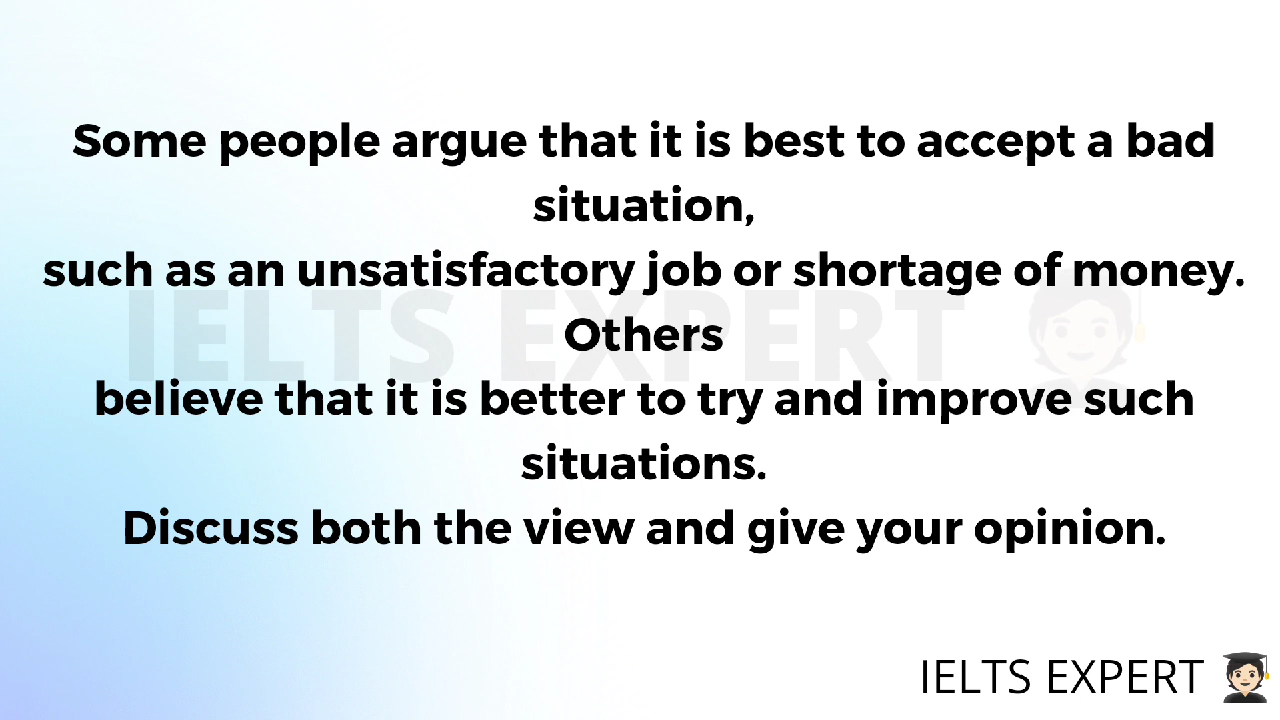 Some people argue that it is best to accept a bad
situation,
such as an unsatisfactory job or shortage of money.
Others
believe that it is better to try and improve such
situations.
Discuss both the view and give your opinion.
IELTS EXPERT
IELTS EXPERT